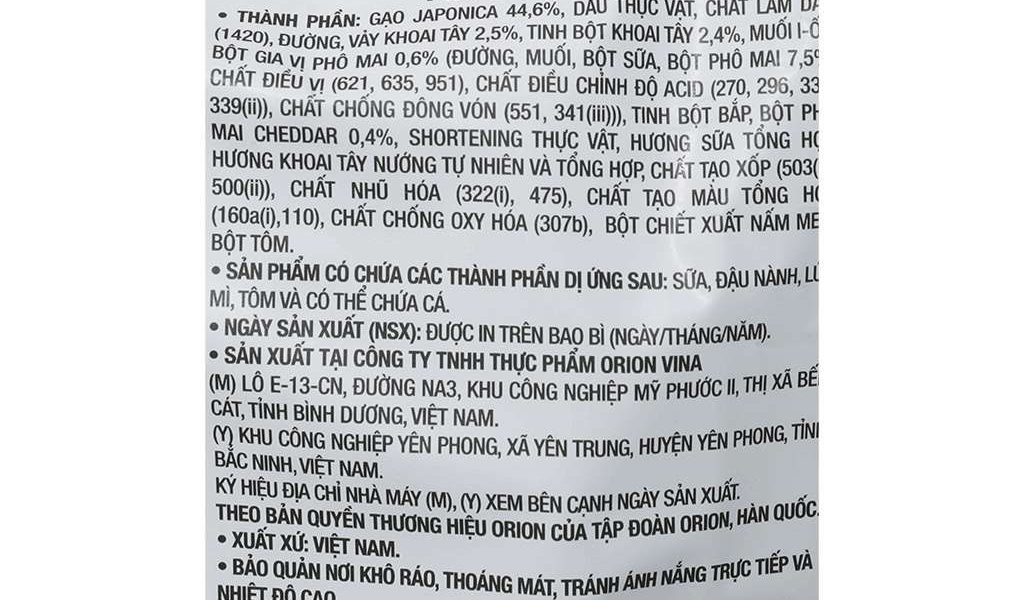 • THÀNH PHẦN: GẠO JAPONICA 44,6%, DẦU THỰC VẬT, CHẤT LÀM
(1420), ĐƯỜNG, VẢY KHOAI TÂY 2,5%, TINH BỘT KHOAI TÂY 2,4%, MUỐI
BỘT GIA VỊ PHÔ MAI 0,6% (ĐƯỜNG, MUỐI, BỘT SỮA, BỘT PHÔ MAI 7,5%
CHẤT ĐIỀU VỊ (621, 635, 951), CHẤT ĐIỀU CHỈNH ĐỘ ACID (270, 296,
339(ii)), CHẤT CHỐNG ĐÔNG VÓN (551, 341(iii))), TINH BỘT BẮP, BỘT
MAI CHEDDAR 0,4%, SHORTENING THỰC VẬT, HƯƠNG SỮA TỔNG
HƯƠNG KHOAI TÂY NƯỚNG TỰ NHIÊN VÀ TỔNG HỢP, CHẤT TẠO XỐP
500(ii)), CHẤT NHŨ HÓA (322(i), 475), CHẤT TẠO MÀU TỔNG
(160a(i),110), CHẤT CHỐNG OXY HÓA (307b), BỘT CHIẾT XUẤT NẤM
BỘT TÔM.
• SẢN PHẨM CÓ CHỨA CÁC THÀNH PHẦN DỊ ỨNG SAU: SỮA, ĐẬU NÀNH,
MÌ, TÔM VÀ CÓ THỂ CHỨA CÁ.
• NGÀY SẢN XUẤT (NSX): ĐƯỢC IN TRÊN BAO BÌ (NGÀY/THÁNG/NĂM).
• SẢN XUẤT TẠI CÔNG TY TNHH THỰC PHẨM ORION VINA
(M) LÔ E-13-CN, ĐƯỜNG NA3, KHU CÔNG NGHIỆP MỸ PHƯỚC II, THỊ XÃ
CÁT, TỈNH BÌNH DƯƠNG, VIỆT NAM.
(Y) KHU CÔNG NGHIỆP YÊN PHONG, XÃ YÊN TRUNG, HUYỆN YÊN PHONG, TỈNH
BẮC NINH, VIỆT NAM.
KÝ HIỆU ĐỊA CHỈ NHÀ MÁY (M), (Y) XEM BÊN CẠNH NGÀY SẢN XUẤT.
THEO BẢN QUYỀN THƯƠNG HIỆU ORION CỦA TẬP ĐOÀN ORION, HÀN QUỐC.
• XUẤT XỨ: VIỆT NAM.
• BẢO QUẢN NƠI KHÔ RÁO, THOÁNG MÁT, TRÁNH ÁNH NẮNG TRỰC TIẾP VÀ
NHIỆT ĐỘ CAO